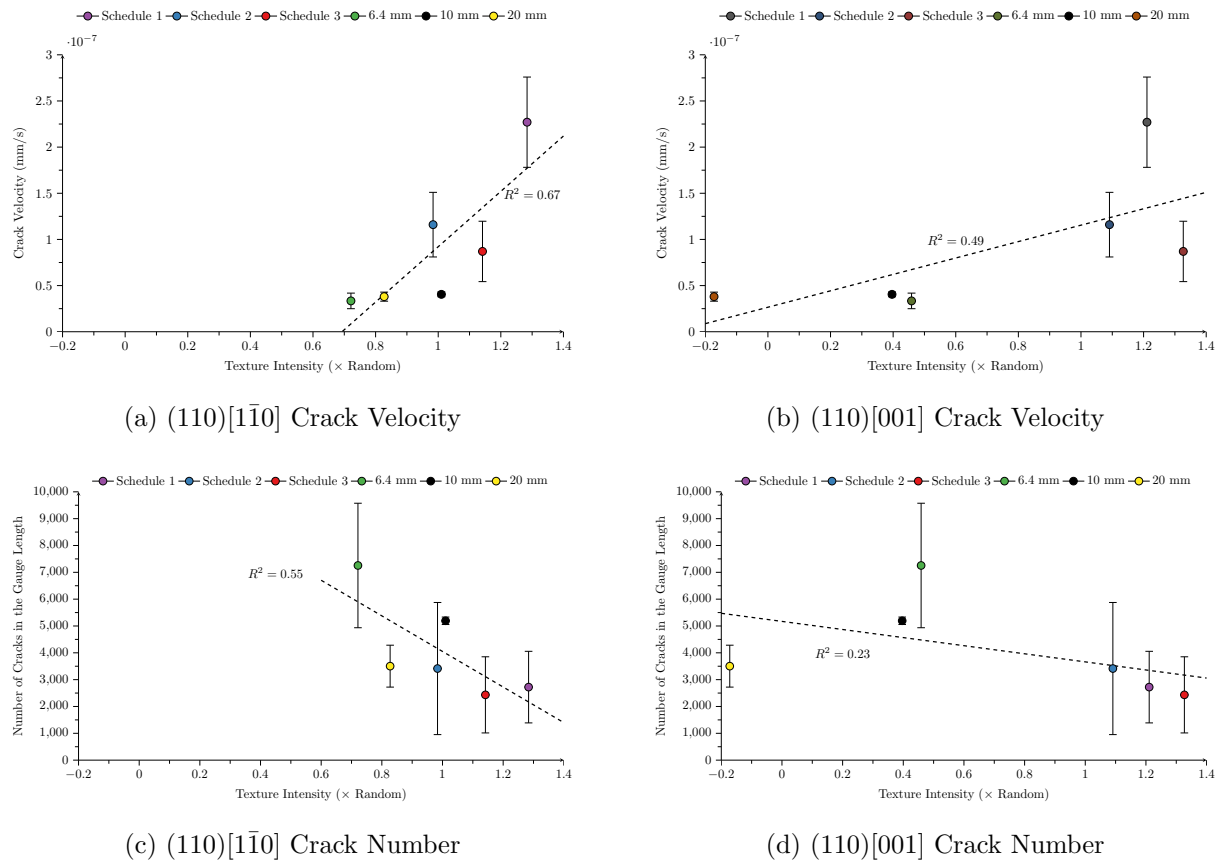 Schedule 1 Schedule 2 Schedule 3 6.4 mm 10 mm 20 mm
·10⁻⁷
3
2.5
2
1.5
1
0.5
0
Crack Velocity (mm/s)
R² = 0.67
−0.2 0 0.2 0.4 0.6 0.8 1 1.2 1.4
Texture Intensity (× Random)
(a) (110)[11̄0] Crack Velocity
Schedule 1 Schedule 2 Schedule 3 6.4 mm 10 mm 20 mm
·10⁻⁷
3
2.5
2
1.5
1
0.5
0
Crack Velocity (mm/s)
R² = 0.49
−0.2 0 0.2 0.4 0.6 0.8 1 1.2 1.4
Texture Intensity (× Random)
(b) (110)[001] Crack Velocity
Schedule 1 Schedule 2 Schedule 3 6.4 mm 10 mm 20 mm
10,000
9,000
8,000
7,000
6,000
5,000
4,000
3,000
2,000
1,000
0
Number of Cracks in the Gauge Length
R² = 0.55
−0.2 0 0.2 0.4 0.6 0.8 1 1.2 1.4
Texture Intensity (× Random)
(c) (110)[11̄0] Crack Number
Schedule 1 Schedule 2 Schedule 3 6.4 mm 10 mm 20 mm
10,000
9,000
8,000
7,000
6,000
5,000
4,000
3,000
2,000
1,000
0
Number of Cracks in the Gauge Length
R² = 0.23
−0.2 0 0.2 0.4 0.6 0.8 1 1.2 1.4
Texture Intensity (× Random)
(d) (110)[001] Crack Number